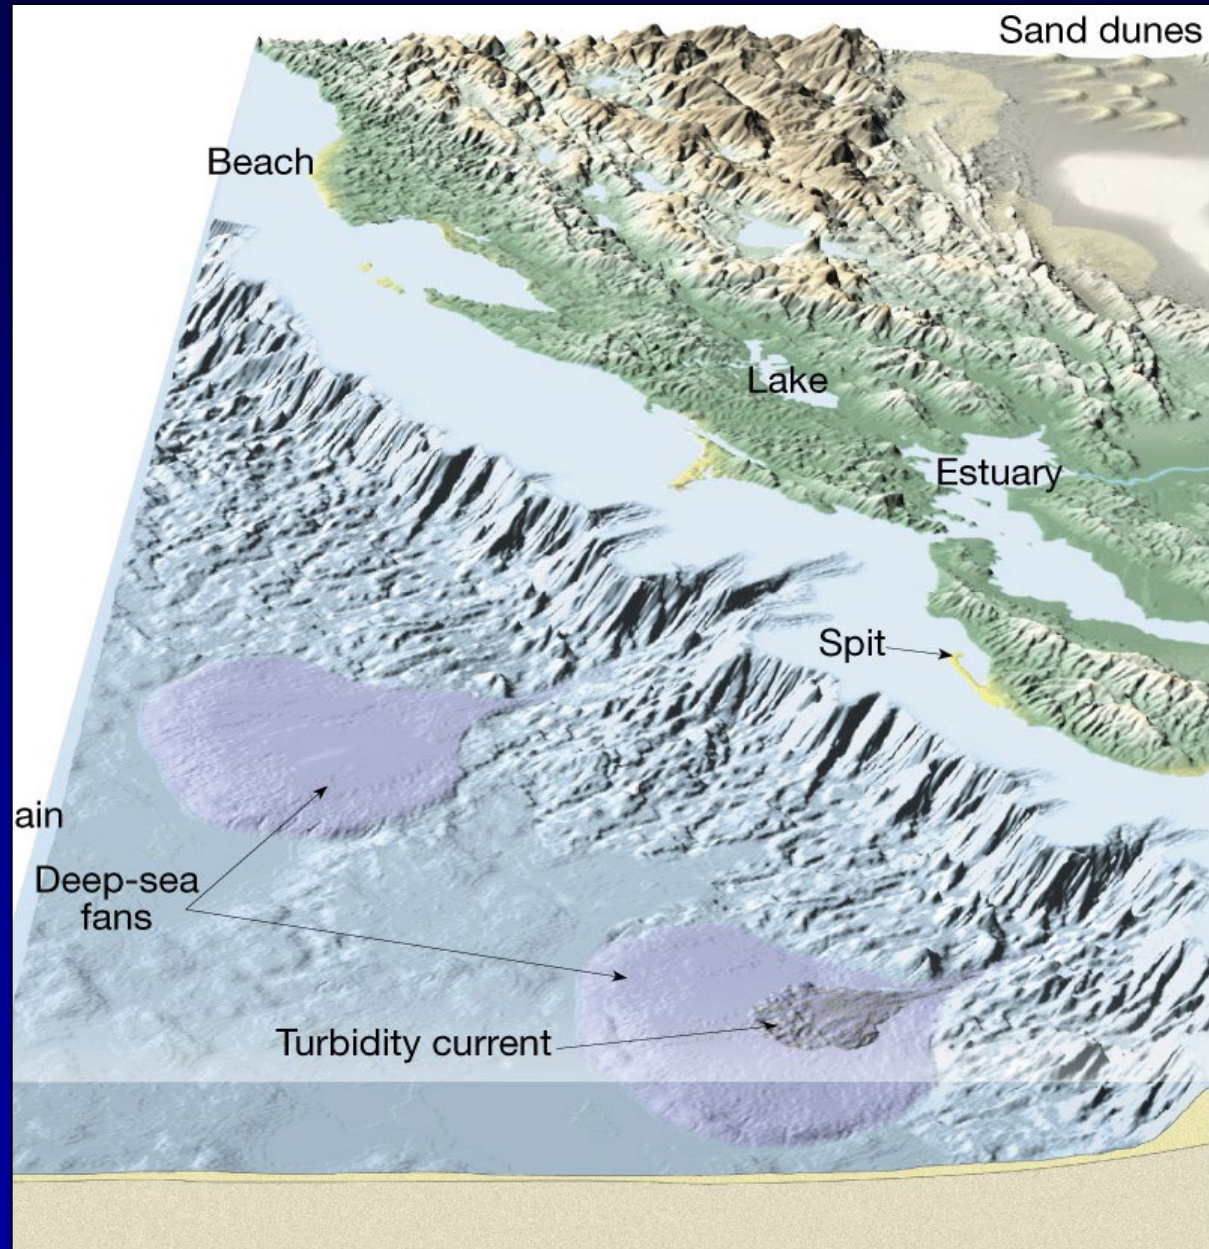 Sand dunes
Beach
Lake
Estuary
Spit
ain
Deep-sea
fans
Turbidity current